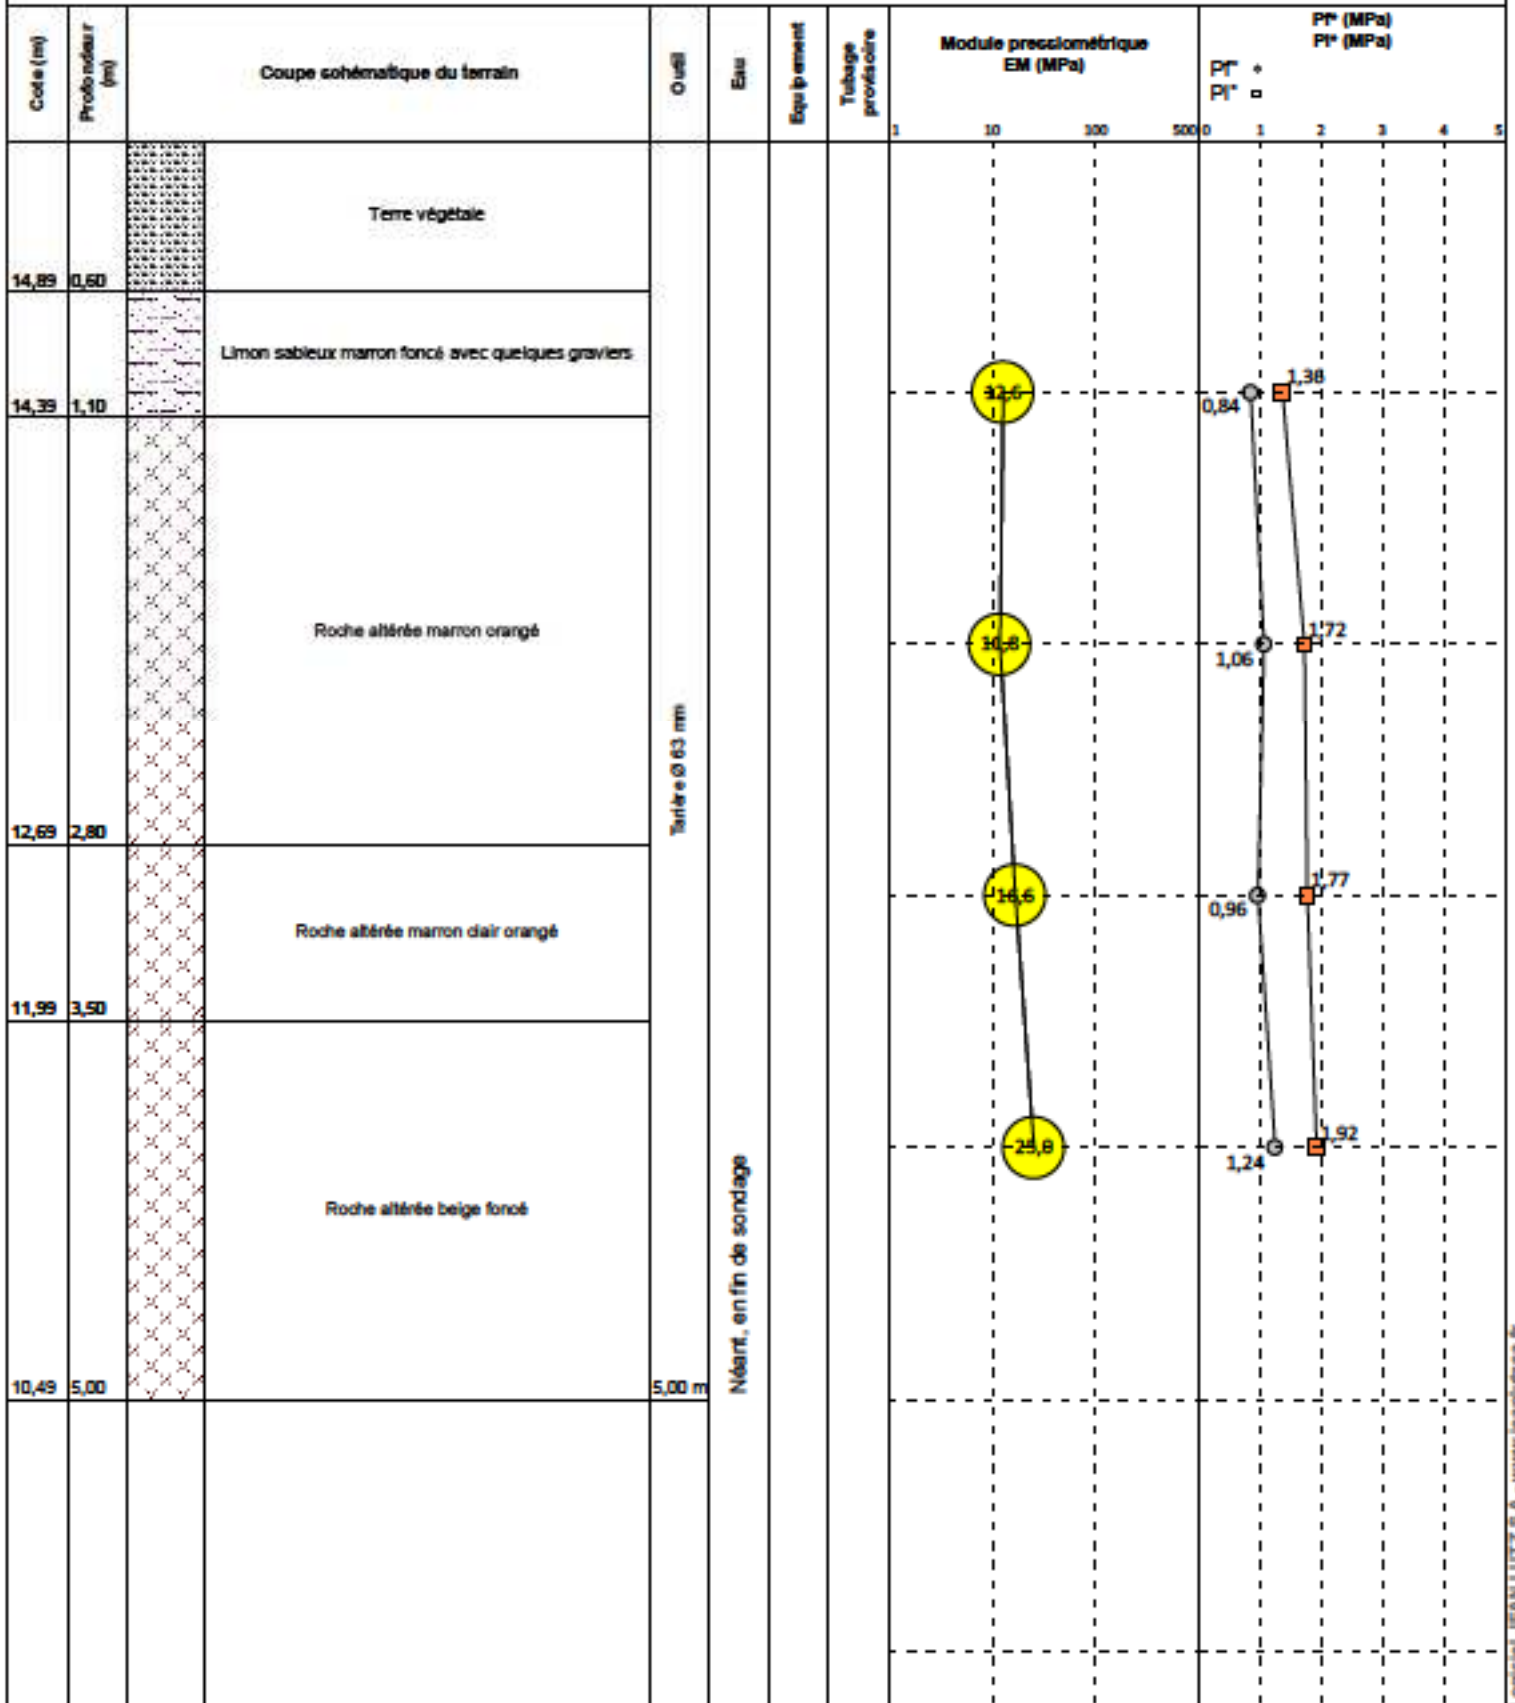 Cote (m)
Profondeur (m)
Coupe schématique du terrain
Outil
Eau
Equipement
Tubage provisoire
Module pressiométrique
EM (MPa)
Pf* (MPa)
Pl* (MPa)
Pf*
Pl*
1 10 100 500 0 1 2 3 4 5
Terre végétale
14,89 0,60
Limon sableux marron foncé avec quelques graviers
12,6 0,84 1,38
14,39 1,10
Roche altérée marron orangé
1,06 1,72
Tarière Ø 63 mm
12,69 2,80
16,6 0,96 1,77
Roche altérée marron clair orangé
11,99 3,50
25,8 1,24 1,92
Roche altérée beige foncé
Néant, en fin de sondage
10,49 5,00 5,00 m